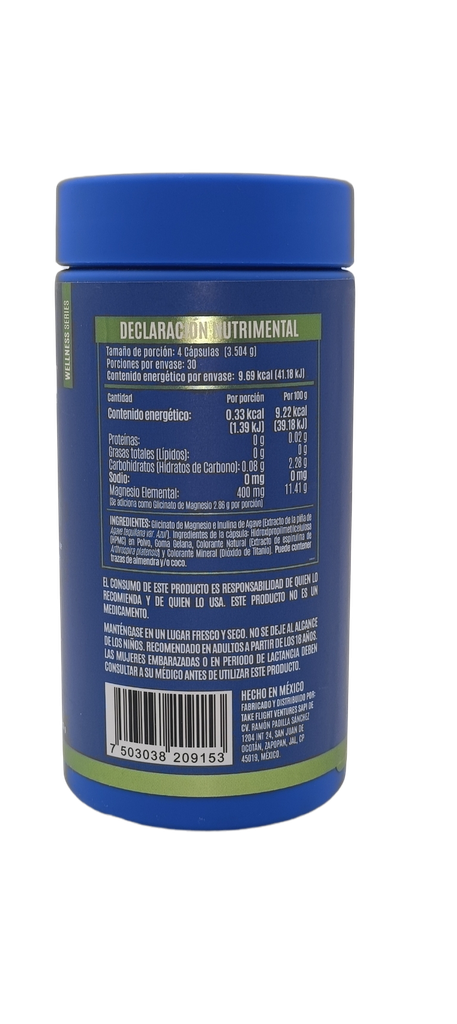 WELLNESS SERIES
DECLARACIÓN NUTRIMENTAL
Tamaño de porción: 4 Cápsulas (3.504 g)
Porciones por envase: 30
Contenido energético por envase: 9.69 kcal (41.18 kJ)
Cantidad Por porción Por 100 g
Contenido energético: 0.33 kcal 9.22 kcal
(1.39 kJ) (39.18 kJ)
Proteínas: 0 g 0.02 g
Grasas totales (Lípidos): 0 g 0 g
Carbohidratos (Hidratos de Carbono): 0.08 g 2.28 g
Sodio: 0 mg 0 mg
Magnesio Elemental: 400 mg 11.41 g
(Se adiciona como Glicinato de Magnesio 2.86 g por porción)
INGREDIENTES: Glicinato de Magnesio e Inulina de Agave (Extracto de la piña de
Agave tequilana var. Azul). Ingredientes de la cápsula: Hidroxipropilmetilcelulosa
(HPMC) en Polvo, Goma Gelana, Colorante Natural (Extracto de espirulina de
Arthrospira platensis) y Colorante Mineral (Dióxido de Titanio). Puede contener
trazas de almendra y/o coco.
EL CONSUMO DE ESTE PRODUCTO ES RESPONSABILIDAD DE QUIEN LO
RECOMIENDA Y DE QUIEN LO USA. ESTE PRODUCTO NO ES UN
MEDICAMENTO.
MANTÉNGASE EN UN LUGAR FRESCO Y SECO. NO SE DEJE AL ALCANCE
DE LOS NIÑOS. RECOMENDADO EN ADULTOS A PARTIR DE LOS 18 AÑOS.
LAS MUJERES EMBARAZADAS O EN PERIODO DE LACTANCIA DEBEN
CONSULTAR A SU MÉDICO ANTES DE UTILIZAR ESTE PRODUCTO.
HECHO EN MÉXICO
FABRICADO Y DISTRIBUIDO POR:
TAKE FLIGHT VENTURES SAPI DE
CV. RAMÓN PADILLA SÁNCHEZ
1204 INT 24, SAN JUAN DE
OCOTÁN, ZAPOPAN, JAL, CP
45019, MÉXICO.
7 503038 209153